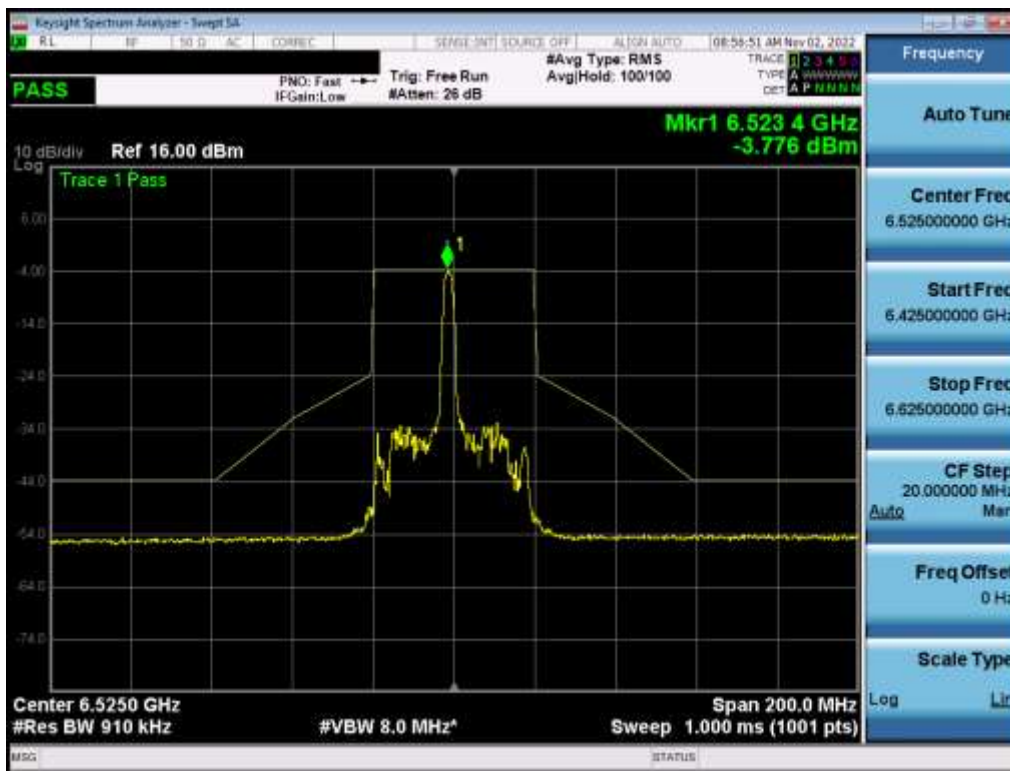 Keysight Spectrum Analyzer - Swept SA
RL RF 50 Ω AC CORREC SENSE:INT SOURCE OFF ALIGN AUTO 08:56:51 AM Nov 02, 2022
PASS
PNO: Fast
IFGain:Low
Trig: Free Run
#Atten: 26 dB
#Avg Type: RMS
Avg|Hold: 100/100
TRACE 1 2 3 4 5 6
TYPE A WWWWW
DET A P N N N N
Mkr1 6.523 4 GHz
-3.776 dBm
10 dB/div Ref 16.00 dBm
Log
Trace 1 Pass
1
6.00
-4.00
-14.0
-24.0
-34.0
-44.0
-54.0
-64.0
-74.0
Center 6.5250 GHz
#Res BW 910 kHz
#VBW 8.0 MHz*
Span 200.0 MHz
Sweep 1.000 ms (1001 pts)
MSG
STATUS
Frequency
Auto Tune
Center Freq
6.525000000 GHz
Start Freq
6.425000000 GHz
Stop Freq
6.625000000 GHz
CF Step
20.000000 MHz
Auto Man
Freq Offset
0 Hz
Scale Type
Log Lin